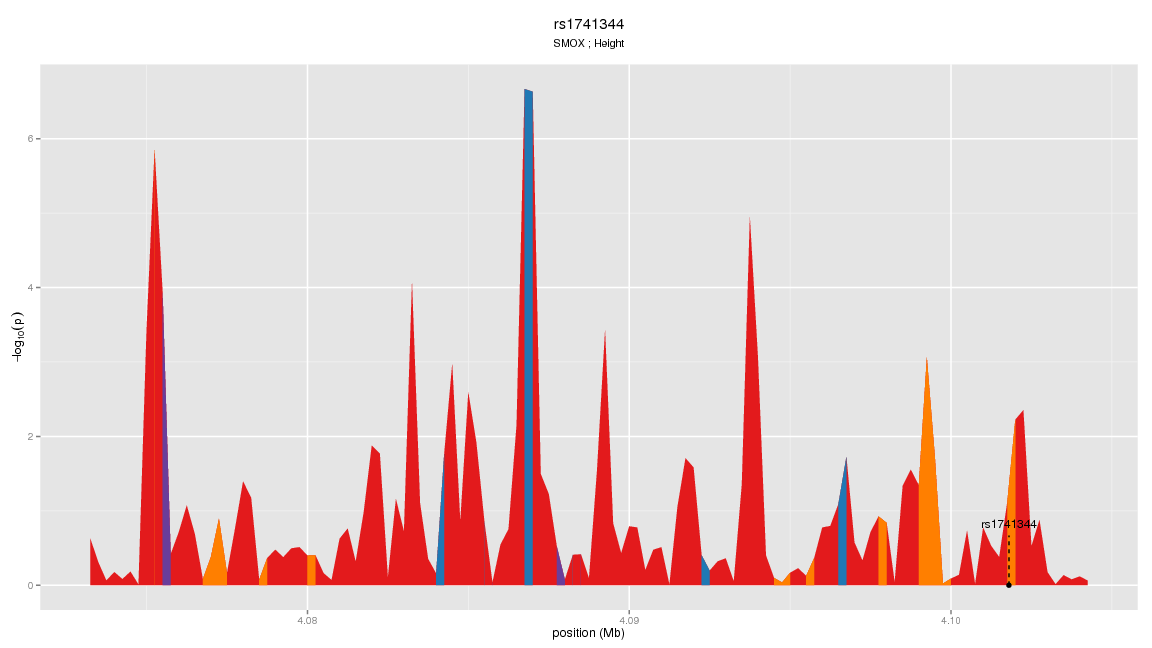 rs1741344
SMOX ; Height
6
4
2
0
−log10(p)
rs1741344
4.08
4.09
4.10
position (Mb)